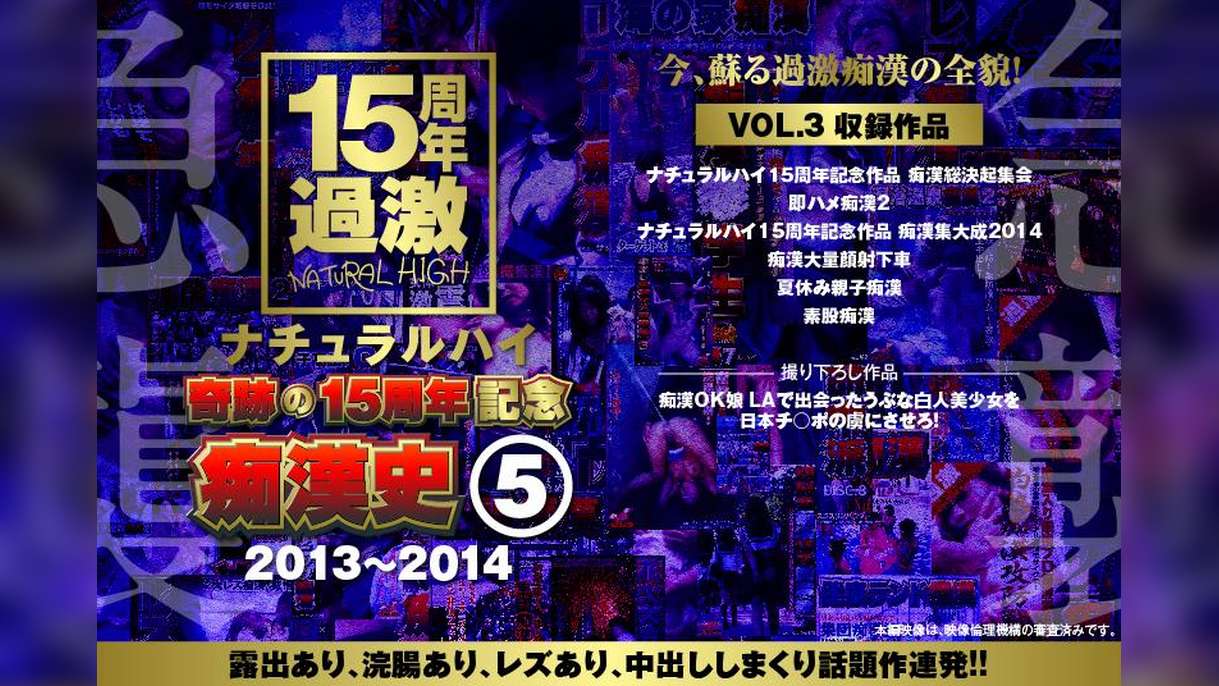 15周年
過激
NATURAL HIGH
ナチュラルハイ
奇跡の15周年記念
痴漢史⑤
2013〜2014
今、蘇る過激痴漢の全貌!
VOL.3 収録作品
ナチュラルハイ15周年記念作品 痴漢総決起集会
即ハメ痴漢2
ナチュラルハイ15周年記念作品 痴漢集大成2014
痴漢大量顔射下車
夏休み親子痴漢
素股痴漢
撮り下ろし作品
痴漢OK娘 LAで出会ったうぶな白人美少女を
日本チ○ポの虜にさせろ!
本編映像は、映像倫理機構の審査済みです。
露出あり、浣腸あり、レズあり、中出ししまくり話題作連発!!